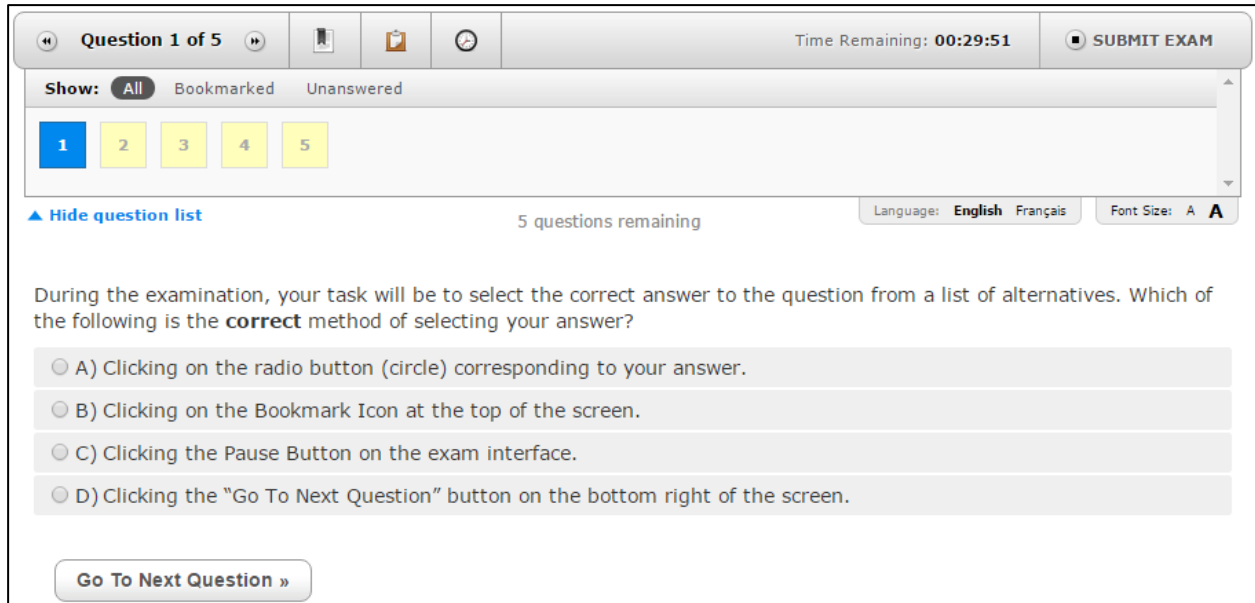 Question 1 of 5 Time Remaining: 00:29:51 SUBMIT EXAM
Show: All Bookmarked Unanswered
1 2 3 4 5
Hide question list 5 questions remaining Language: English Français Font Size: A A
During the examination, your task will be to select the correct answer to the question from a list of alternatives. Which of
the following is the correct method of selecting your answer?
A) Clicking on the radio button (circle) corresponding to your answer.
B) Clicking on the Bookmark Icon at the top of the screen.
C) Clicking the Pause Button on the exam interface.
D) Clicking the “Go To Next Question” button on the bottom right of the screen.
Go To Next Question »